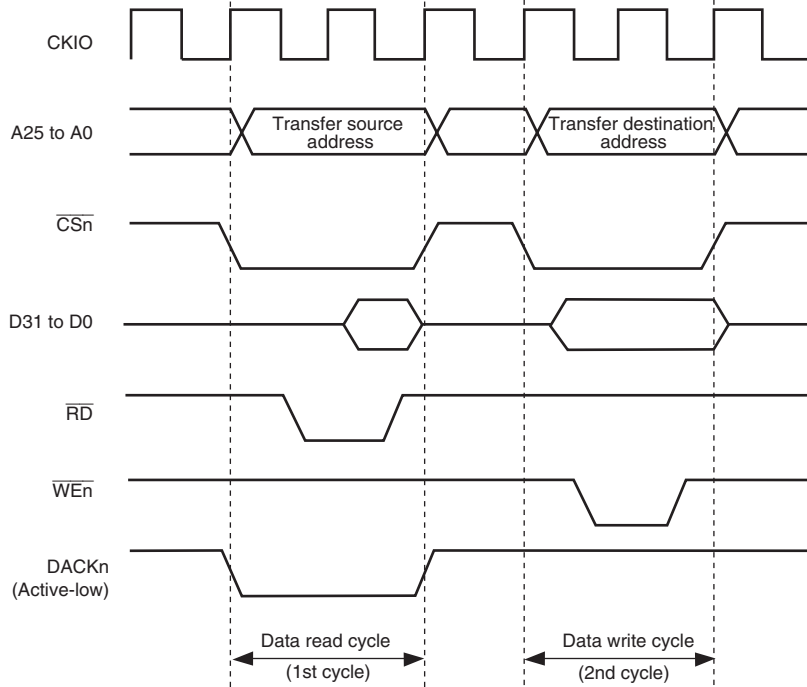 CKIO
A25 to A0
Transfer source
address
Transfer destination
address
CSn
D31 to D0
RD
WEn
DACKn
(Active-low)
Data read cycle
(1st cycle)
Data write cycle
(2nd cycle)